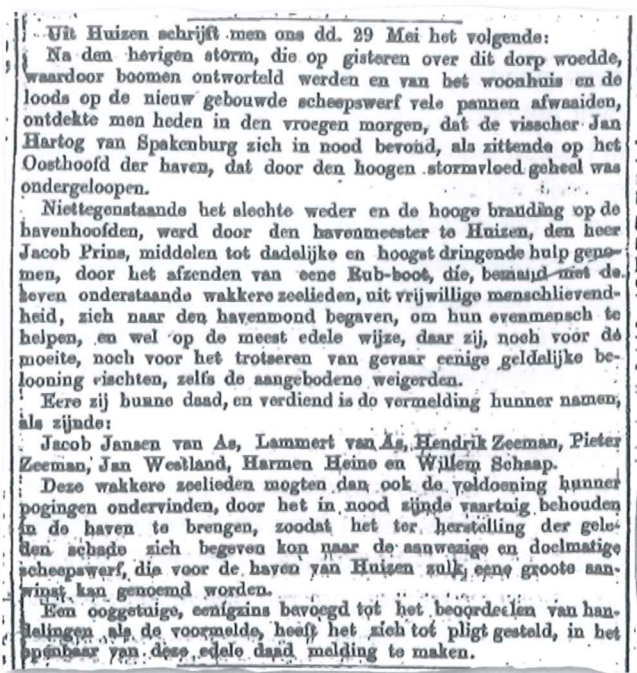 Uit Huizen schrijft men ons dd. 29 Mei het volgende:
Na den hevigen storm, die op gisteren over dit dorp woedde,
waardoor boomen ontworteld werden en van het woonhuis en de
loods op de nieuw gebouwde scheepswerf vele pannen afwaaiden,
ontdekte men heden in den vroegen morgen, dat de visscher Jan
Hartog van Spakenburg zich in nood bevond, als zittende op het
Oosthoofd der haven, dat door den hoogen stormvloed geheel was
ondergeloopen.
Niettegenstaande het slechte weder en de hooge branding op de
havenhoofden, werd door den havenmeester te Huizen, den heer
Jacob Prins, middelen tot dadelijke en hoogst dringende hulp geno-
men, door het afzenden van eene Rub-boot, die, bemand met de
zeven onderstaande wakkere zeelieden, uit vrijwillige menschlievend-
heid, zich naar den havenmond begaven, om hun evenmensch te
helpen, en wel op de meest edele wijze, daar zij, noch voor de
moeite, noch voor het trotseren van gevaar eenige geldelijke be-
looning eischten, zelfs de aangebodene weigerden.
Eere zij hunne daad, en verdiend is de vermelding hunner namen,
als zijnde:
Jacob Jansen van As, Lammert van As, Hendrik Zeeman, Pieter
Zeeman, Jan Westland, Harmen Heine en Willem Schaap.
Deze wakkere zeelieden mogten dan ook de voldoening hunner
pogingen ondervinden, door het in nood zijnde vaartuig behouden
in de haven te brengen, zoodat het ter herstelling der gele-
den schade zich begeven kon naar de aanwezige en doelmatige
scheepswerf, die voor de haven van Huizen zulk eene groote aan-
winst kan genoemd worden.
Een ooggetuige, eenigzins bevoegd tot het beoordeelen van han-
delingen als de voormelde, heeft het zich tot pligt gesteld, in het
openbaar van deze edele daad melding te maken.